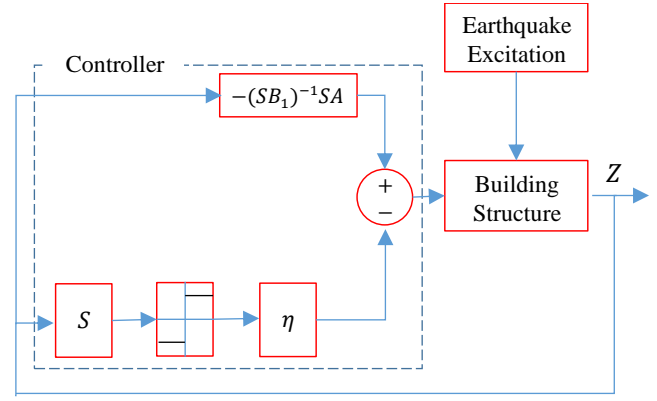 Earthquake
Excitation
Controller
−(SB₁)⁻¹SA
Z
+
−
Building
Structure
S
η